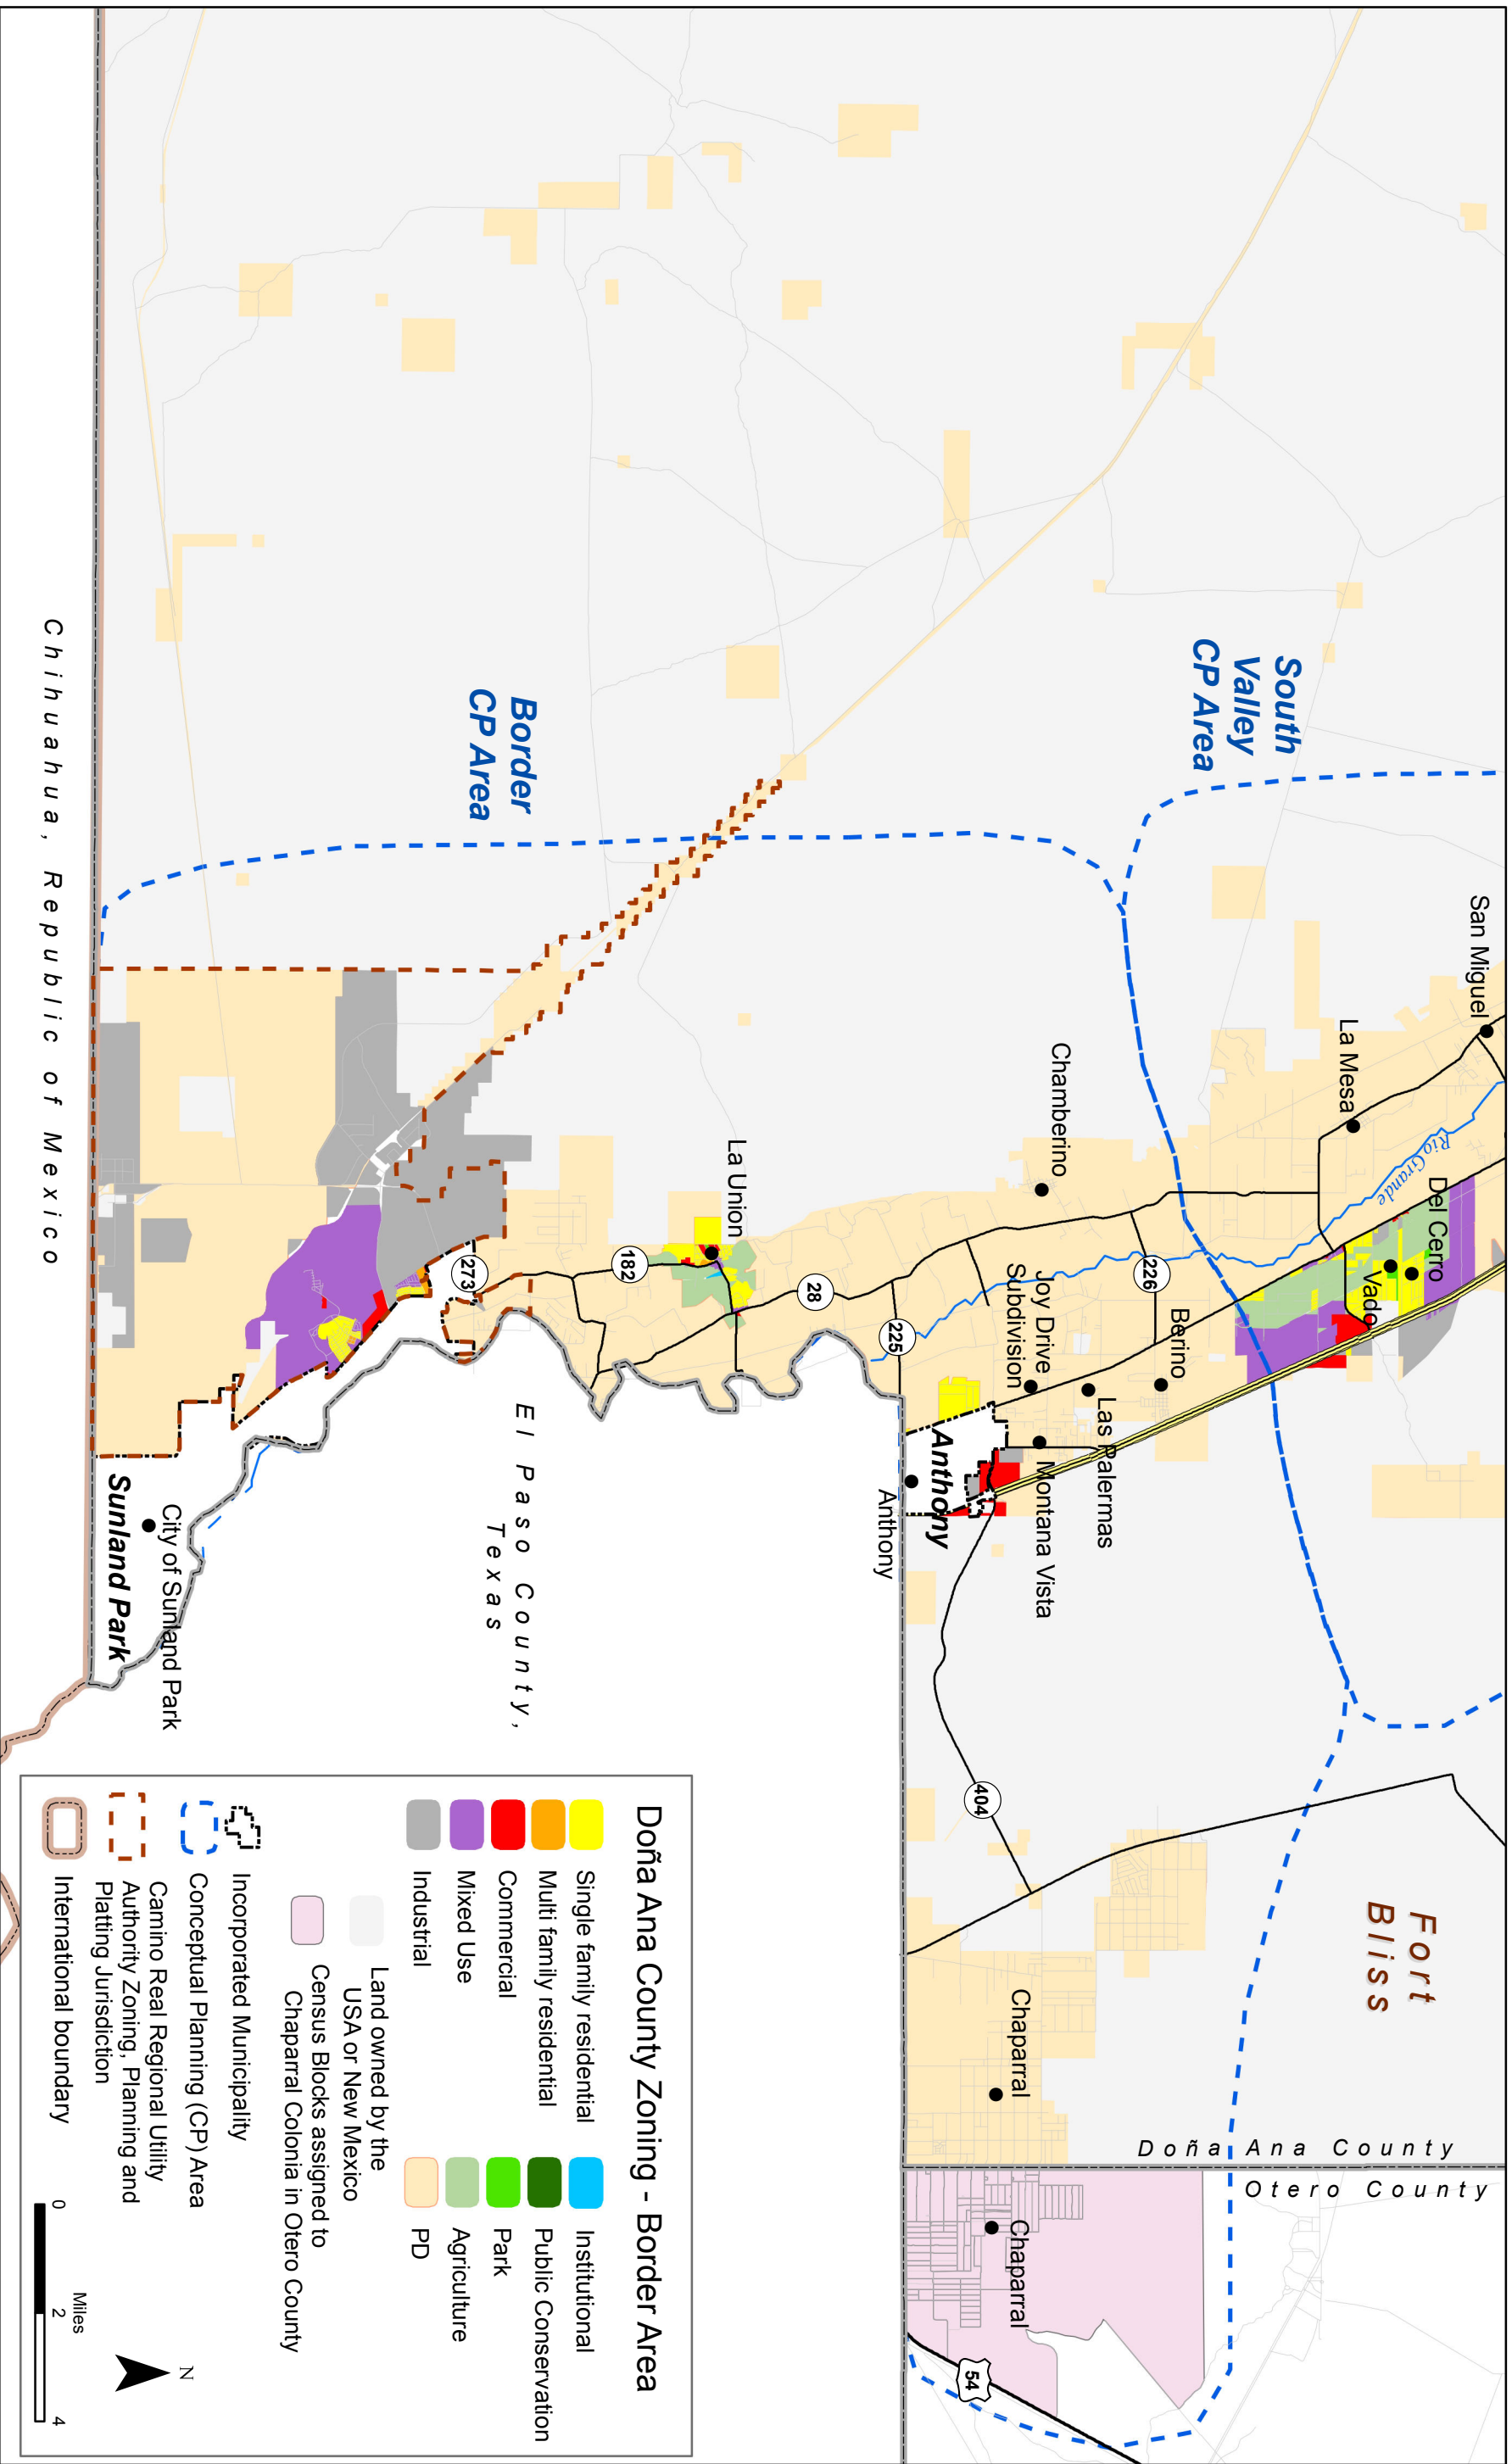 San Miguel
La Mesa
Rio Grande
Del Cerro
Vado
South
Valley
CP Area
Fort
Bliss
Doña Ana County
Otero County
226
Berino
Chamberino
Joy Drive
Subdivision
Las Palermas
Montana Vista
Chaparral
Chaparral
404
54
Anthony
Anthony
225
28
La Union
182
Border
CP Area
273
El Paso County,
Texas
City of Sunland Park
Sunland Park
Chihuahua, Republic of Mexico
Doña Ana County Zoning - Border Area
Single family residential
Multi family residential
Commercial
Mixed Use
Industrial
Institutional
Public Conservation
Park
Agriculture
PD
Land owned by the
USA or New Mexico
Census Blocks assigned to
Chaparral Colonia in Otero County
Incorporated Municipality
Conceptual Planning (CP) Area
Camino Real Regional Utility
Authority Zoning, Planning and
Platting Jurisdiction
International boundary
N
Miles
0 2 4